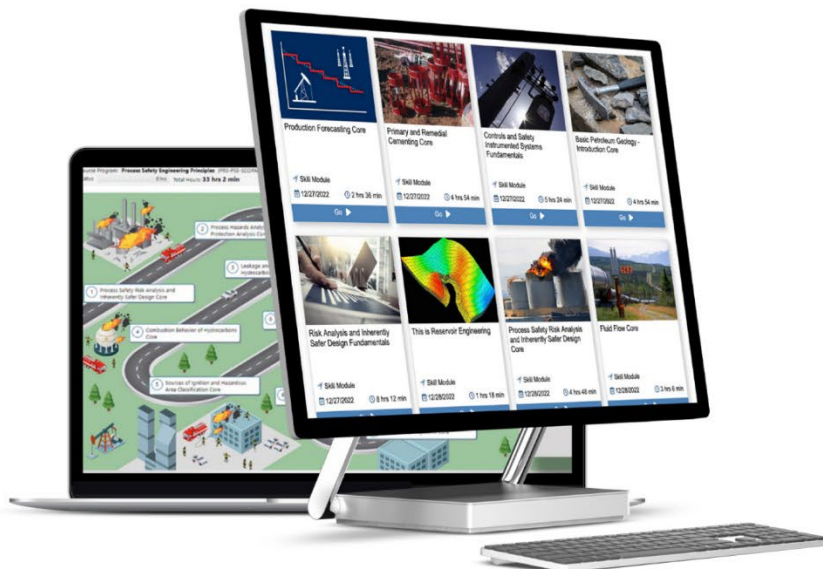 Production Forecasting Core
Skill Module
12/27/2022 2 hrs 36 min
Go
Primary and Remedial
Cementing Core
Skill Module
12/27/2022 4 hrs 54 min
Go
Controls and Safety
Instrumented Systems
Fundamentals
Skill Module
12/27/2022 5 hrs 24 min
Go
Basic Petroleum Geology -
Introduction Core
Skill Module
12/27/2022 4 hrs 54 min
Go
Risk Analysis and Inherently
Safer Design Fundamentals
Skill Module
12/27/2022 8 hrs 12 min
This is Reservoir Engineering
Skill Module
12/28/2022 1 hrs 18 min
Process Safety Risk Analysis
and Inherently Safer Design
Core
Skill Module
12/28/2022 4 hrs 48 min
Fluid Flow Core
Skill Module
12/28/2022 3 hrs 6 min
Program: Process Safety Engineering Principles
Total Hours: 33 hrs 2 min
2 Process Hazards
3 Leakage
1 Process Safety Risk Analysis and
Inherently Safer Design Core
4 Combustion Behavior of Hydrocarbons
Core
5 Sources of Ignition and Hazardous
Area Classification Core